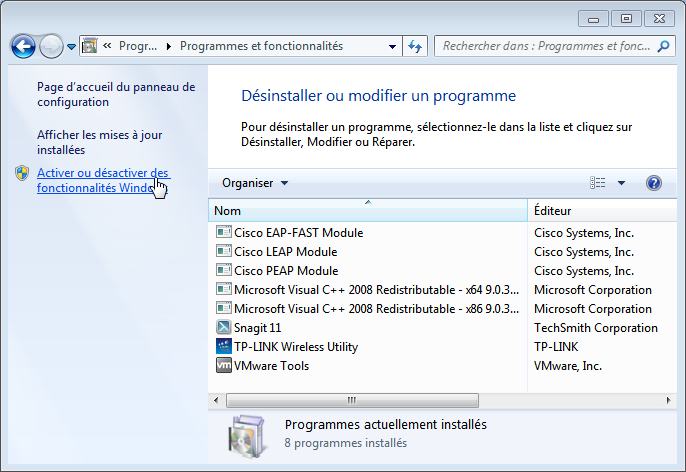 « Progr... ▸ Programmes et fonctionnalités
Rechercher dans : Programmes et fonc...
Page d'accueil du panneau de
configuration
Afficher les mises à jour
installées
Activer ou désactiver des
fonctionnalités
Désinstaller ou modifier un programme
Pour désinstaller un programme, sélectionnez-le dans la liste et cliquez sur
Désinstaller, Modifier ou Réparer.
Organiser
Nom Éditeur
Cisco EAP-FAST Module Cisco Systems, Inc.
Cisco LEAP Module Cisco Systems, Inc.
Cisco PEAP Module Cisco Systems, Inc.
Microsoft Visual C++ 2008 Redistributable - x64 9.0.3... Microsoft Corporation
Microsoft Visual C++ 2008 Redistributable - x86 9.0.3... Microsoft Corporation
Snagit 11 TechSmith Corporation
TP-LINK Wireless Utility TP-LINK
VMware Tools VMware, Inc.
Programmes actuellement installés
8 programmes installés